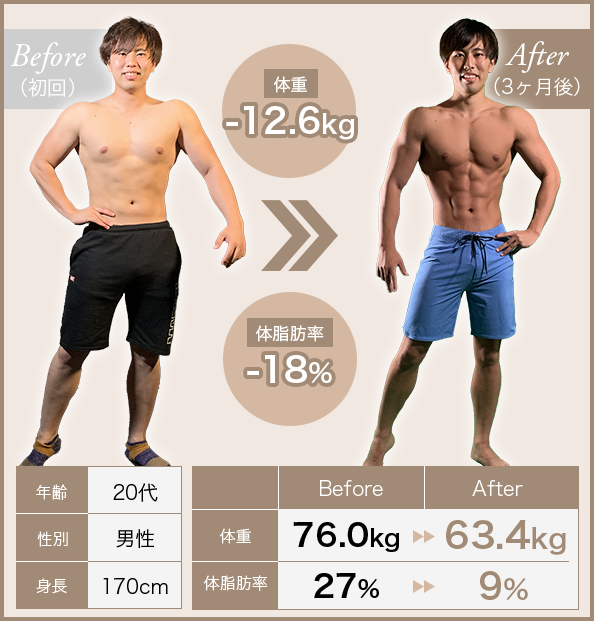 Before
（初回）
After
（3ヶ月後）
体重
-12.6kg
体脂肪率
-18%
年齢 20代
性別 男性
身長 170cm
Before After
体重 76.0kg 63.4kg
体脂肪率 27% 9%